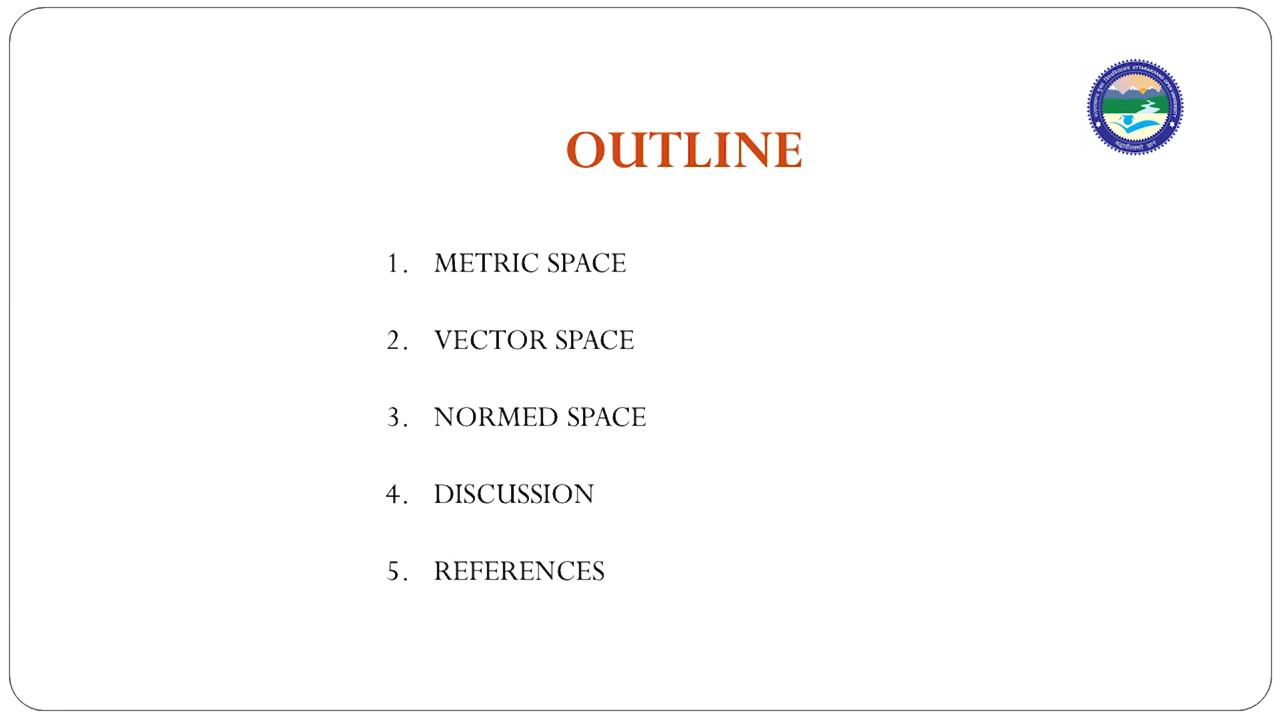 OUTLINE
1. METRIC SPACE
2. VECTOR SPACE
3. NORMED SPACE
4. DISCUSSION
5. REFERENCES